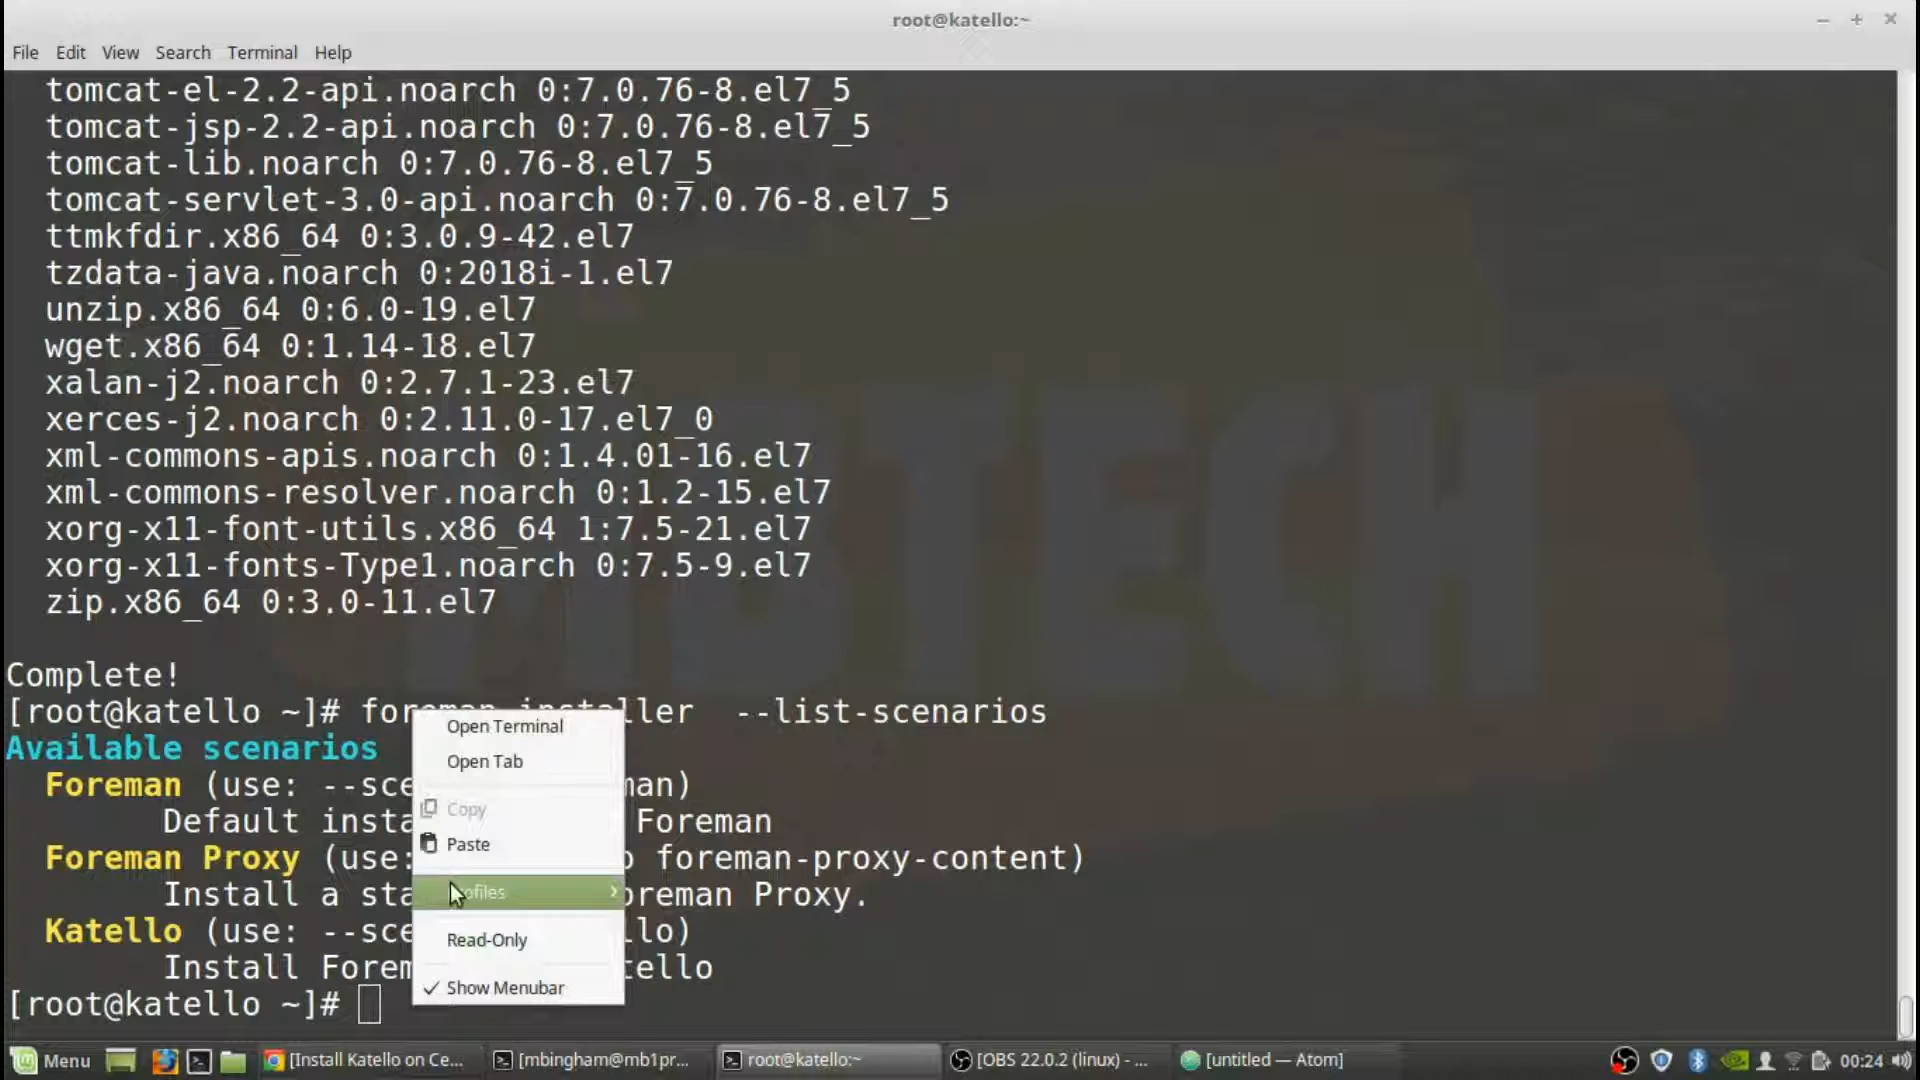 root@katello:~
File Edit View Search Terminal Help
tomcat-el-2.2-api.noarch 0:7.0.76-8.el7_5
tomcat-jsp-2.2-api.noarch 0:7.0.76-8.el7_5
tomcat-lib.noarch 0:7.0.76-8.el7_5
tomcat-servlet-3.0-api.noarch 0:7.0.76-8.el7_5
ttmkfdir.x86_64 0:3.0.9-42.el7
tzdata-java.noarch 0:2018i-1.el7
unzip.x86_64 0:6.0-19.el7
wget.x86_64 0:1.14-18.el7
xalan-j2.noarch 0:2.7.1-23.el7
xerces-j2.noarch 0:2.11.0-17.el7_0
xml-commons-apis.noarch 0:1.4.01-16.el7
xml-commons-resolver.noarch 0:1.2-15.el7
xorg-x11-font-utils.x86_64 1:7.5-21.el7
xorg-x11-fonts-Type1.noarch 0:7.5-9.el7
zip.x86_64 0:3.0-11.el7
Complete!
[root@katello ~]# foreman-installer --list-scenarios
Available scenarios
Foreman (use: --sce man)
Default insta Foreman
Foreman Proxy (use: o foreman-proxy-content)
Install a sta oreman Proxy.
Katello (use: --sce lo)
Install Forem tello
[root@katello ~]#
Open Terminal
Open Tab
Copy
Paste
Profiles
Read-Only
Show Menubar
Menu [Install Katello on Ce... [mbingham@mb1pr... root@katello:~ [OBS 22.0.2 (linux) - ... [untitled — Atom] 00:24